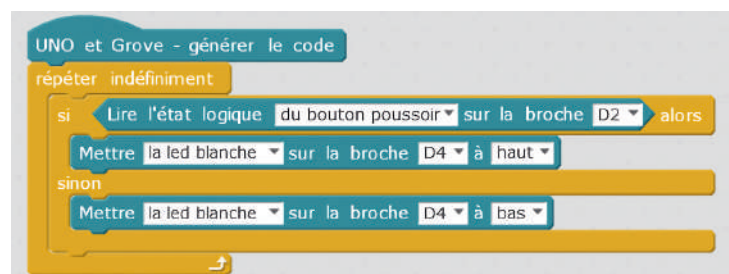 UNO et Grove - générer le code
répéter indéfiniment
si Lire l'état logique du bouton poussoir sur la broche D2 alors
Mettre la led blanche sur la broche D4 à haut
sinon
Mettre la led blanche sur la broche D4 à bas